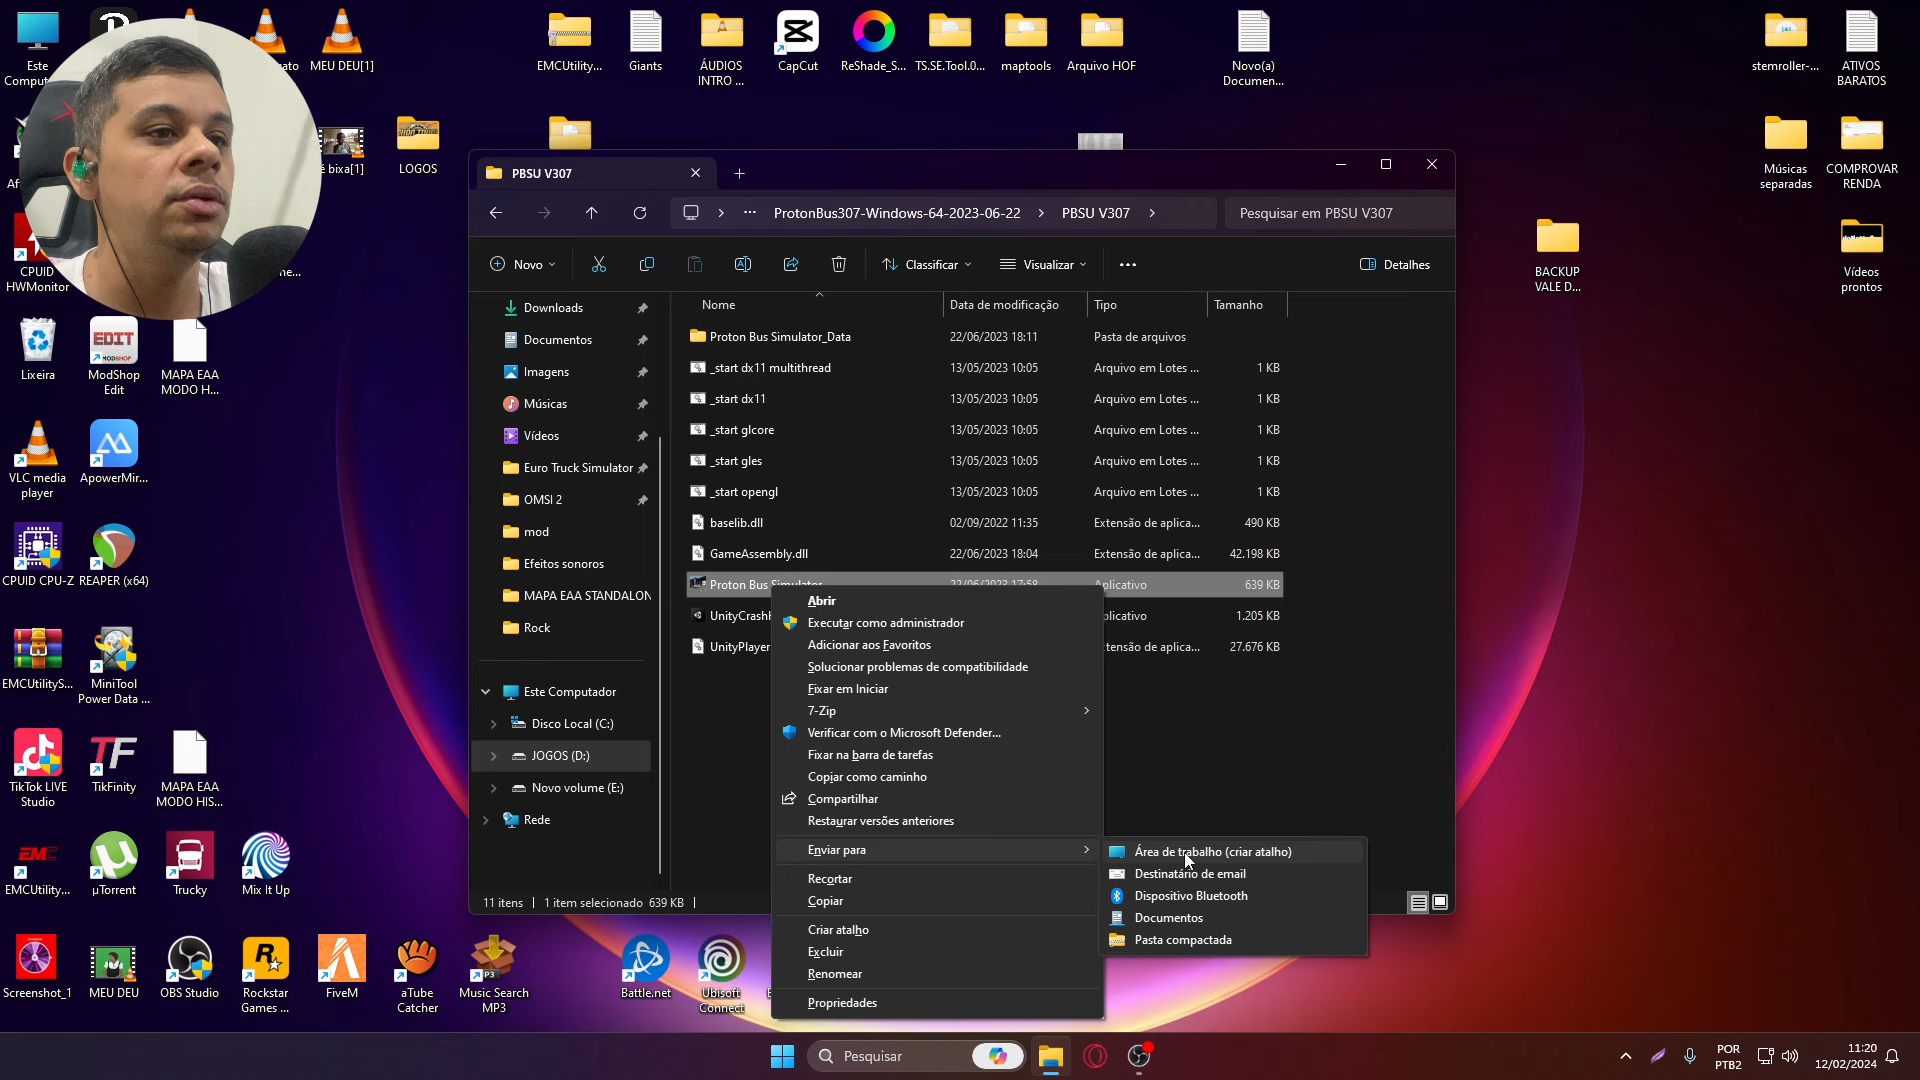 Este
Comput...
ato
MEU DEU[1]
EMCUtility...
Giants
ÁUDIOS
INTRO ...
CapCut
ReShade_S...
TS.SE.Tool.0...
maptools
Arquivo HOF
Novo(a)
Documen...
stemroller-...
ATIVOS
BARATOS
é bixa[1]
LOGOS
Músicas
separadas
COMPROVAR
RENDA
CPUID
HWMonitor
me...
BACKUP
VALE D...
Vídeos
prontos
Lixeira
EDIT
MODSHOP
ModShop
Edit
MAPA EAA
MODO H...
VLC media
player
ApowerMir...
CPUID CPU-Z
REAPER (x64)
EMCUtilityS...
MiniTool
Power Data ...
TikTok LIVE
Studio
TF
TikFinity
MAPA EAA
MODO HIS...
EMC
EMCUtility...
µTorrent
Trucky
Mix It Up
Screenshot_1
MEU DEU
OBS Studio
Rockstar
Games ...
FiveM
aTube
Catcher
Music Search
MP3
Battle.net
Ubisoft
Connect
PBSU V307
ProtonBus307-Windows-64-2023-06-22 > PBSU V307 >
Pesquisar em PBSU V307
Novo
Classificar
Visualizar
Detalhes
Downloads
Documentos
Imagens
Músicas
Vídeos
Euro Truck Simulator
OMSI 2
mod
Efeitos sonoros
MAPA EAA STANDALON
Rock
Este Computador
Disco Local (C:)
JOGOS (D:)
Novo volume (E:)
Rede
Nome Data de modificação Tipo Tamanho
Proton Bus Simulator_Data 22/06/2023 18:11 Pasta de arquivos
_start dx11 multithread 13/05/2023 10:05 Arquivo em Lotes ... 1 KB
_start dx11 13/05/2023 10:05 Arquivo em Lotes ... 1 KB
_start glcore 13/05/2023 10:05 Arquivo em Lotes ... 1 KB
_start gles 13/05/2023 10:05 Arquivo em Lotes ... 1 KB
_start opengl 13/05/2023 10:05 Arquivo em Lotes ... 1 KB
baselib.dll 02/09/2022 11:35 Extensão de aplica... 490 KB
GameAssembly.dll 22/06/2023 18:04 Extensão de aplica... 42.198 KB
Proton Bus Simulator 22/06/2023 17:58 Aplicativo 639 KB
UnityCrashH plicativo 1.205 KB
UnityPlayer tensão de aplica... 27.676 KB
11 itens 1 item selecionado 639 KB
Abrir
Executar como administrador
Adicionar aos Favoritos
Solucionar problemas de compatibilidade
Fixar em Iniciar
7-Zip
Verificar com o Microsoft Defender...
Fixar na barra de tarefas
Copiar como caminho
Compartilhar
Restaurar versões anteriores
Enviar para
Recortar
Copiar
Criar atalho
Excluir
Renomear
Propriedades
Área de trabalho (criar atalho)
Destinatário de email
Dispositivo Bluetooth
Documentos
Pasta compactada
Pesquisar
POR
PTB2
11:20
12/02/2024